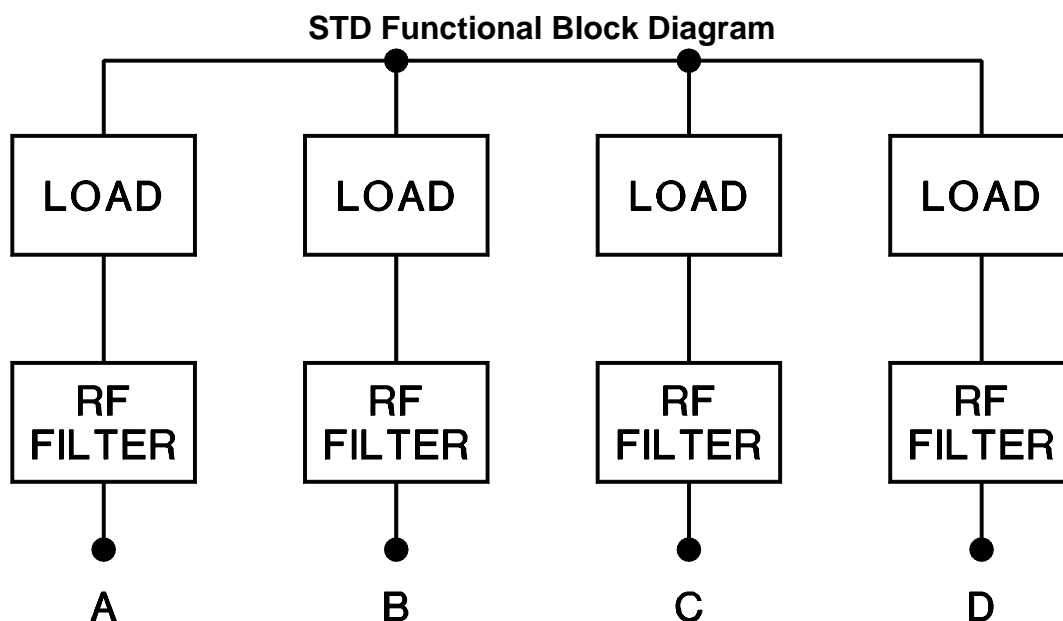 STD Functional Block Diagram
LOAD LOAD LOAD LOAD
RF RF RF RF
FILTER FILTER FILTER FILTER
A B C D